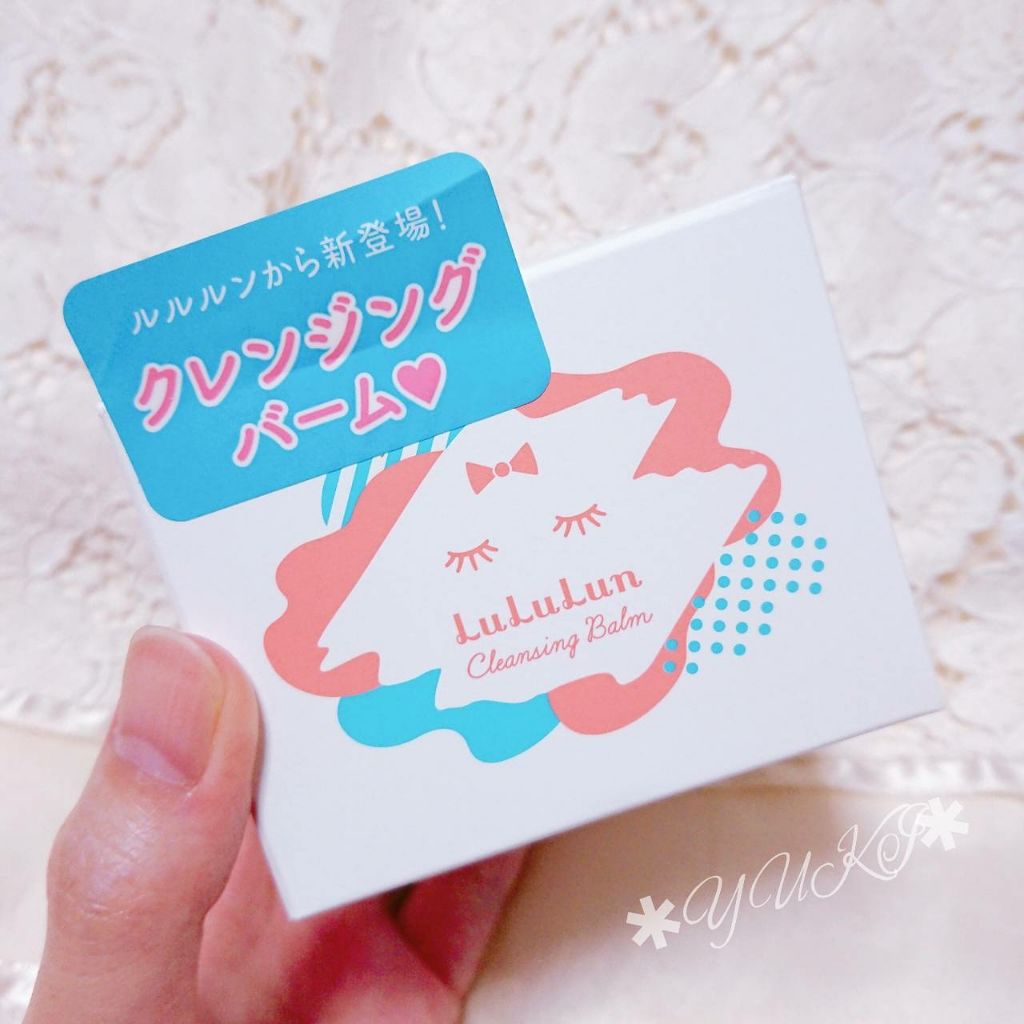 ルルルンから新登場!
クレンジング
バーム♥
LuLuLun
Cleansing Balm
*YUKI*